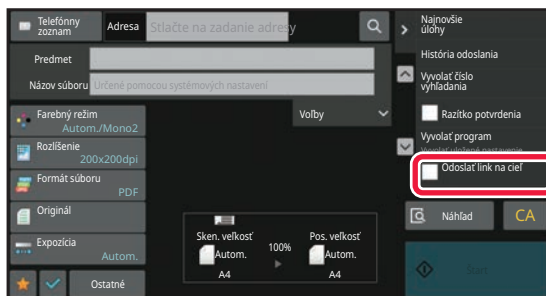 Telefónny
zoznam
Adresa
Stlačte na zadanie adresy
Predmet
Názov súboru
Určené pomocou systémových nastavení
Farebný režim
Autom./Mono2
Rozlíšenie
200x200dpi
Formát súboru
PDF
Originál
Expozícia
Autom.
Ostatné
Voľby
Sken. veľkosť
Autom.
A4
100%
Poz. veľkosť
Autom.
A4
Najnovšie
úlohy
História odoslania
Vyvolať číslo
vyhľadania
Razítko potvrdenia
Vyvolať program
Vyvolať uložené nastavenie
Odoslať link na cieľ
Náhľad
CA
Štart